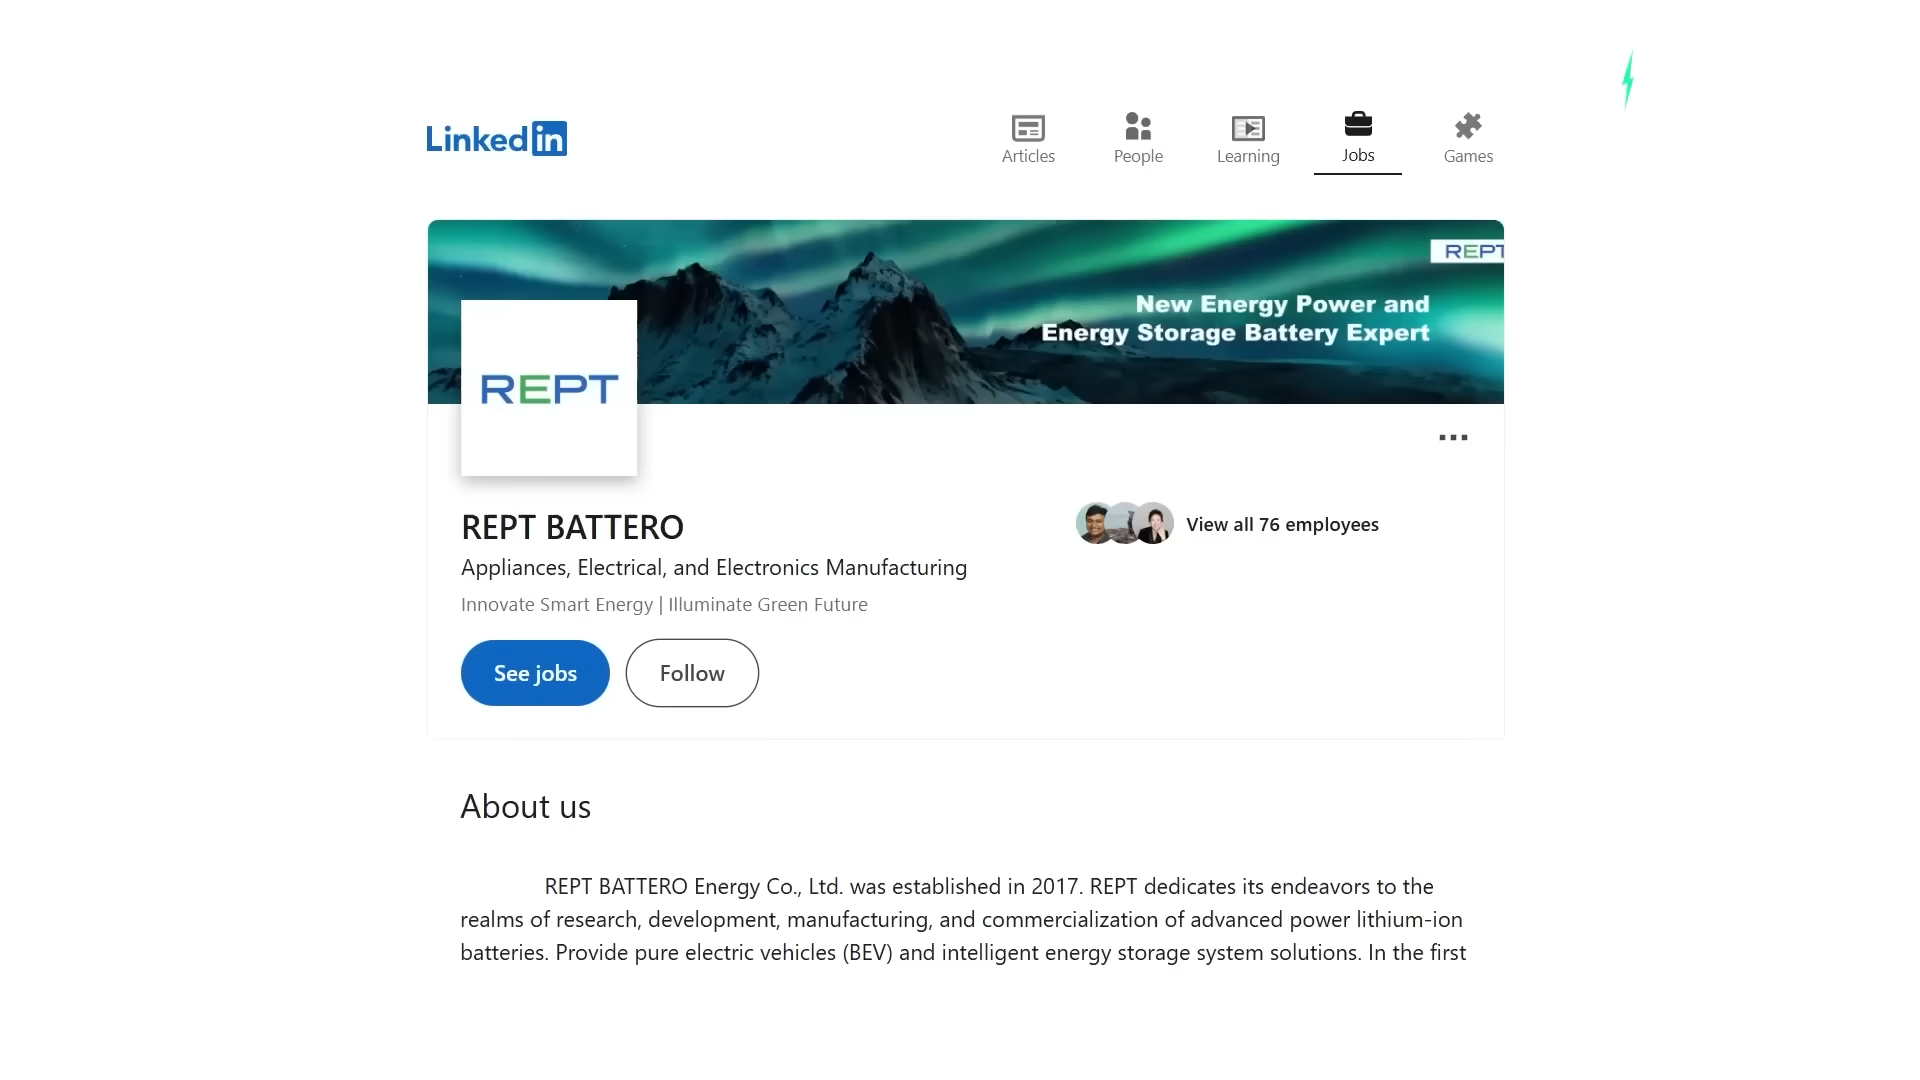 LinkedIn
Articles
People
Learning
Jobs
Games
REPT
New Energy Power and
Energy Storage Battery Expert
REPT
REPT BATTERO
View all 76 employees
Appliances, Electrical, and Electronics Manufacturing
Innovate Smart Energy | Illuminate Green Future
See jobs
Follow
About us
REPT BATTERO Energy Co., Ltd. was established in 2017. REPT dedicates its endeavors to the
realms of research, development, manufacturing, and commercialization of advanced power lithium-ion
batteries. Provide pure electric vehicles (BEV) and intelligent energy storage system solutions. In the first